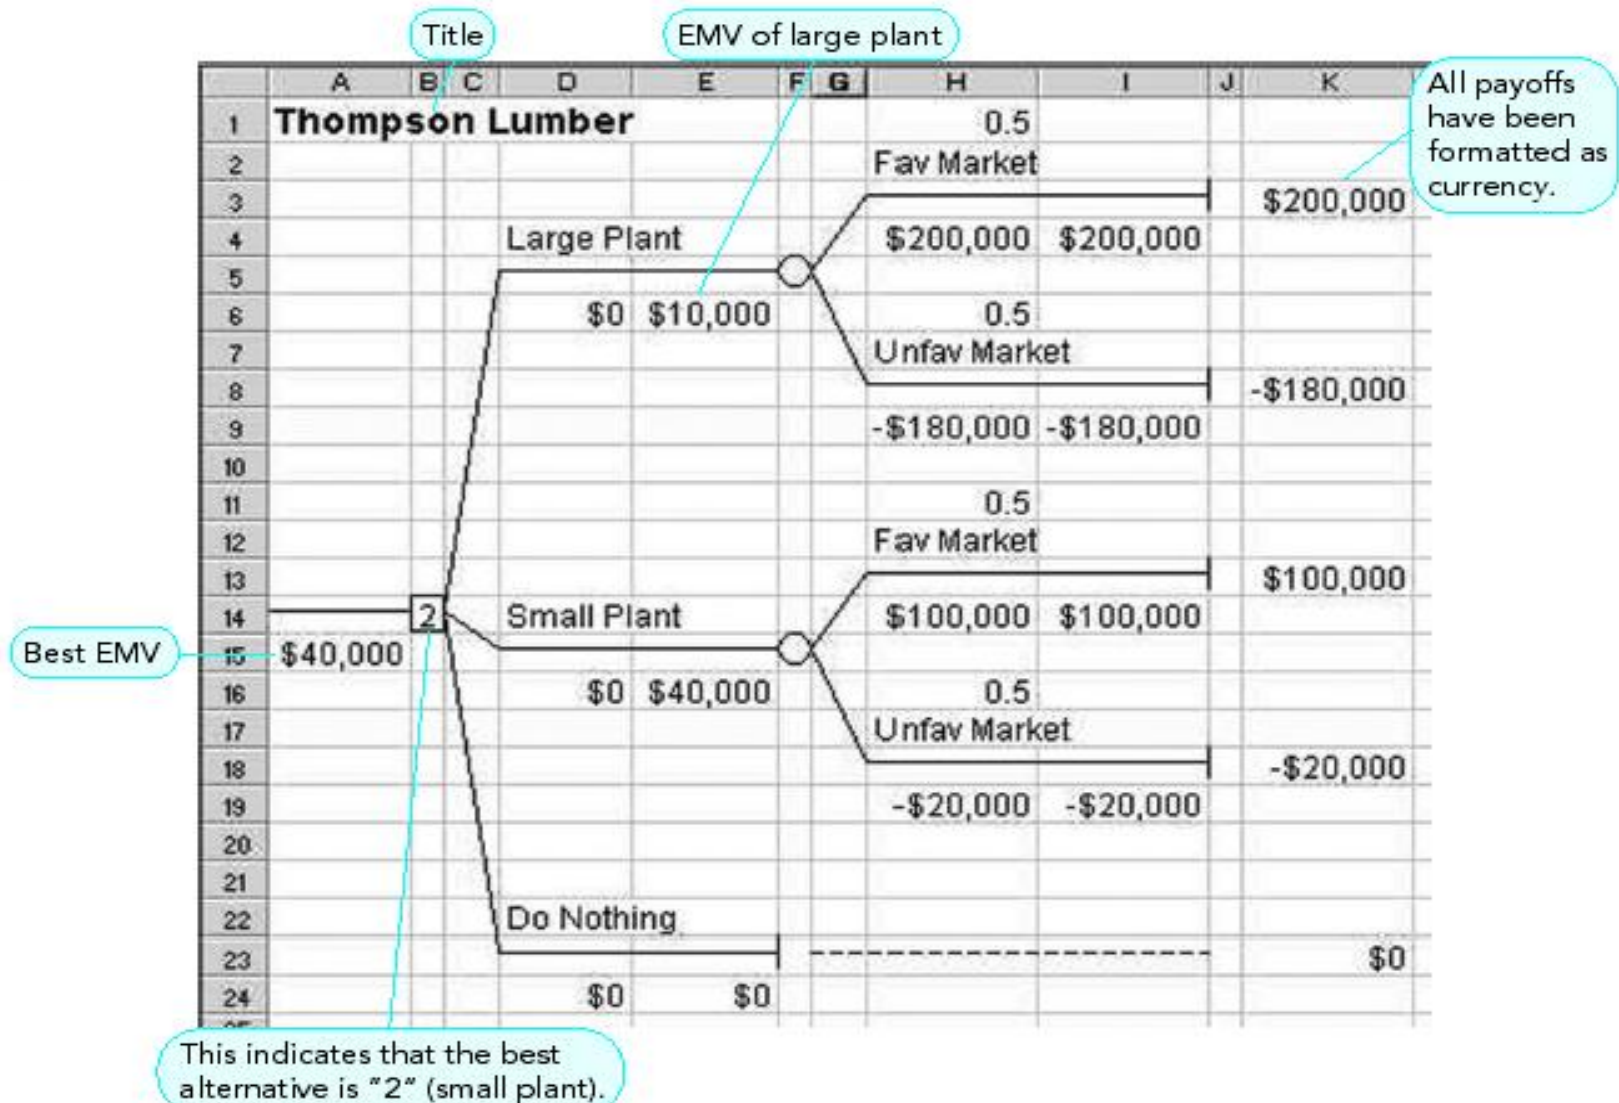 Title
EMV of large plant
A B C D E F G H I J K
All payoffs
have been
formatted as
currency.
1 Thompson Lumber 0.5
2 Fav Market
3 $200,000
4 Large Plant $200,000 $200,000
5
6 $0 $10,000 0.5
7 Unfav Market
8 -$180,000
9 -$180,000 -$180,000
10
11 0.5
12 Fav Market
13 $100,000
14 2 Small Plant $100,000 $100,000
Best EMV
15 $40,000
16 $0 $40,000 0.5
17 Unfav Market
18 -$20,000
19 -$20,000 -$20,000
20
21
22 Do Nothing
23 $0
24 $0 $0
This indicates that the best
alternative is "2" (small plant).